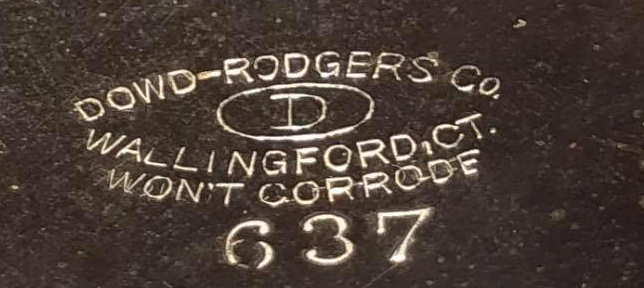 DOWD-RODGERS Co.
D
WALLINGFORD, CT.
WON'T CORRODE
637